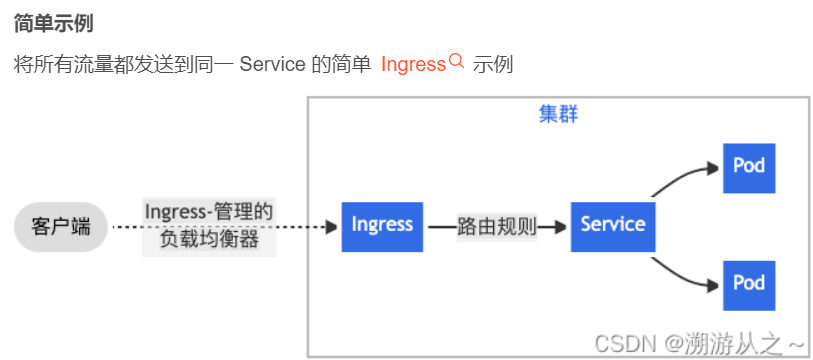 简单示例
将所有流量都发送到同一 Service 的简单 Ingress 示例
集群
Pod
客户端
Ingress-管理的
负载均衡器
Ingress
路由规则
Service
Pod
CSDN @溯游从之～